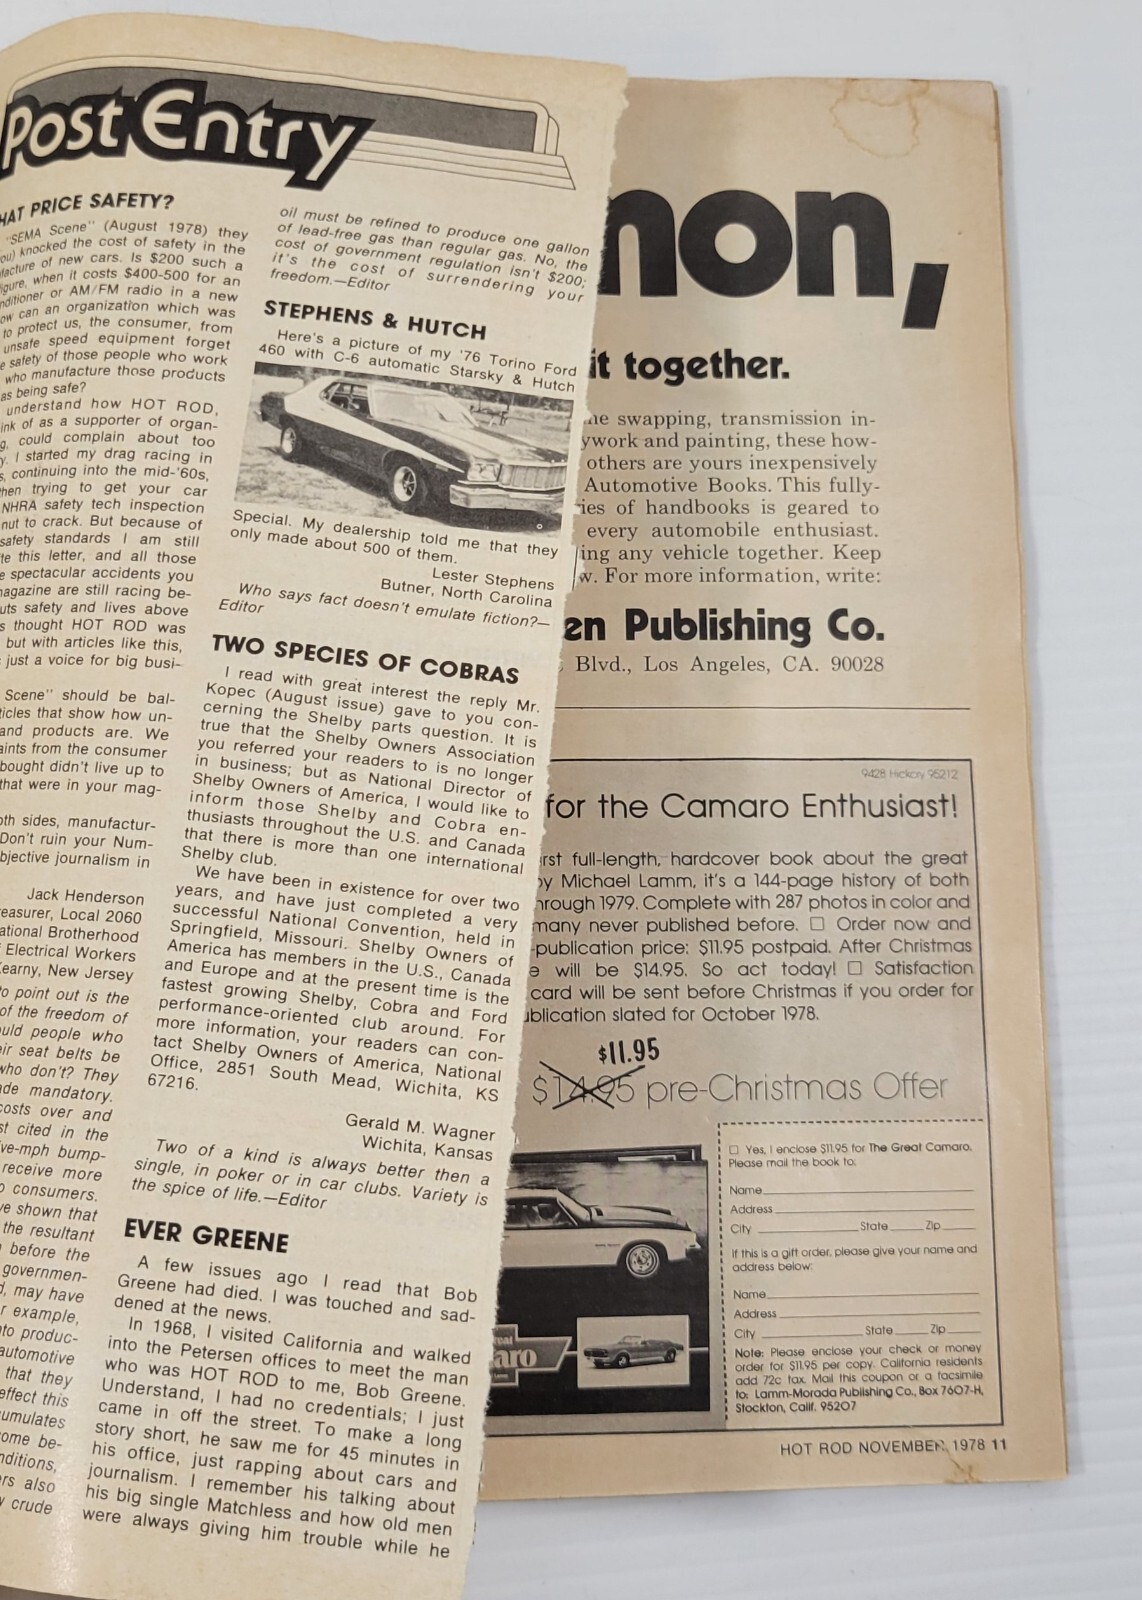 Post Entry
HAT PRICE SAFETY?
"SEMA Scene" (August 1978) they
ou) knocked the cost of safety in the
facture of new cars. Is $200 such a
igure, when it costs $400-500 for an
nditioner or AM/FM radio in a new
ow can an organization which was
to protect us, the consumer, from
unsafe speed equipment forget
e safety of those people who work
who manufacture those products
as being safe?
understand how HOT ROD,
ink of as a supporter of organ-
g, could complain about too
y. I started my drag racing in
s, continuing into the mid-'60s,
hen trying to get your car
NHRA safety tech inspection
nut to crack. But because of
safety standards I am still
te this letter, and all those
e spectacular accidents you
magazine are still racing be-
uts safety and lives above
s thought HOT ROD was
but with articles like this,
just a voice for big busi-
Scene" should be bal-
ticles that show how un-
and products are. We
aints from the consumer
bought didn't live up to
that were in your mag-
oth sides, manufactur-
Don't ruin your Num-
bjective journalism in
Jack Henderson
reasurer, Local 2060
ational Brotherhood
f Electrical Workers
Kearny, New Jersey
to point out is the
of the freedom of
uld people who
eir seat belts be
who don't? They
de mandatory.
costs over and
st cited in the
ve-mph bump-
receive more
o consumers.
ve shown that
the resultant
before the
governmen-
d, may have
r example,
nto produc-
automotive
that they
effect this
umulates
ome be-
nditions,
ers also
y crude
oil must be refined to produce one gallon
of lead-free gas than regular gas. No, the
cost of government regulation isn't $200;
it's the cost of surrendering your
freedom.—Editor
STEPHENS & HUTCH
Here's a picture of my '76 Torino Ford
460 with C-6 automatic Starsky & Hutch
Special. My dealership told me that they
only made about 500 of them.
Lester Stephens
Butner, North Carolina
Who says fact doesn't emulate fiction?—
Editor
TWO SPECIES OF COBRAS
I read with great interest the reply Mr.
Kopec (August issue) gave to you con-
cerning the Shelby parts question. It is
true that the Shelby Owners Association
you referred your readers to is no longer
in business; but as National Director of
Shelby Owners of America, I would like to
inform those Shelby and Cobra en-
thusiasts throughout the U.S. and Canada
that there is more than one international
Shelby club.
We have been in existence for over two
years, and have just completed a very
successful National Convention, held in
Springfield, Missouri. Shelby Owners of
America has members in the U.S., Canada
and Europe and at the present time is the
fastest growing Shelby, Cobra and Ford
performance-oriented club around. For
more information, your readers can con-
tact Shelby Owners of America, National
Office, 2851 South Mead, Wichita, KS
67216.
Gerald M. Wagner
Wichita, Kansas
Two of a kind is always better then a
single, in poker or in car clubs. Variety is
the spice of life.—Editor
EVER GREENE
A few issues ago I read that Bob
Greene had died. I was touched and sad-
dened at the news.
In 1968, I visited California and walked
into the Petersen offices to meet the man
who was HOT ROD to me, Bob Greene.
Understand, I had no credentials; I just
came in off the street. To make a long
story short, he saw me for 45 minutes in
his office, just rapping about cars and
journalism. I remember his talking about
his big single Matchless and how old men
were always giving him trouble while he
non,
it together.
ne swapping, transmission in-
ywork and painting, these how-
others are yours inexpensively
Automotive Books. This fully-
ies of handbooks is geared to
every automobile enthusiast.
ing any vehicle together. Keep
w. For more information, write:
en Publishing Co.
Blvd., Los Angeles, CA. 90028
9428 Hickory 95212
for the Camaro Enthusiast!
rst full-length, hardcover book about the great
by Michael Lamm, it's a 144-page history of both
hrough 1979. Complete with 287 photos in color and
many never published before. ☐ Order now and
-publication price: $11.95 postpaid. After Christmas
e will be $14.95. So act today! ☐ Satisfaction
card will be sent before Christmas if you order for
ublication slated for October 1978.
$11.95
$14.95 pre-Christmas Offer
☐ Yes, I enclose $11.95 for The Great Camaro.
Please mail the book to:
Name
Address
City State Zip
If this is a gift order, please give your name and
address below:
Name
Address
City State Zip
Note: Please enclose your check or money
order for $11.95 per copy. California residents
add 72c tax. Mail this coupon or a facsimile
to: Lamm-Morada Publishing Co., Box 7607-H,
Stockton, Calif. 95207
eat
aro
HOT ROD NOVEMBER, 1978 11